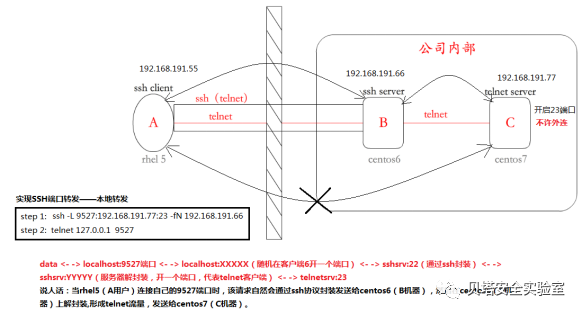 公司内部
192.168.191.55
192.168.191.66
192.168.191.77
ssh client
ssh server
telnet server
ssh（telnet）
开启23端口
A
telnet
B
telnet
C
不许外连
rhel 5
centos6
centos7
实现SSH端口转发——本地转发
step 1: ssh -L 9527:192.168.191.77:23 -fN 192.168.191.66
step 2: telnet 127.0.0.1 9527
data <--> localhost:9527端口 <--> localhost:XXXXX（随机在客户端6开一个端口） <--> sshsrv:22（通过ssh封装） <-->
sshsrv:YYYYY（服务器解封装，开一个端口，代表telnet客户端） <--> telnetsrv:23
说人话：当rhel5（A用户）连接自己的9527端口时，该请求自然会通过ssh协议封装发送给centos6（B机器），
器）上解封装,形成telnet流量，发送给centos7（C机器）。
贝塔安全实验室